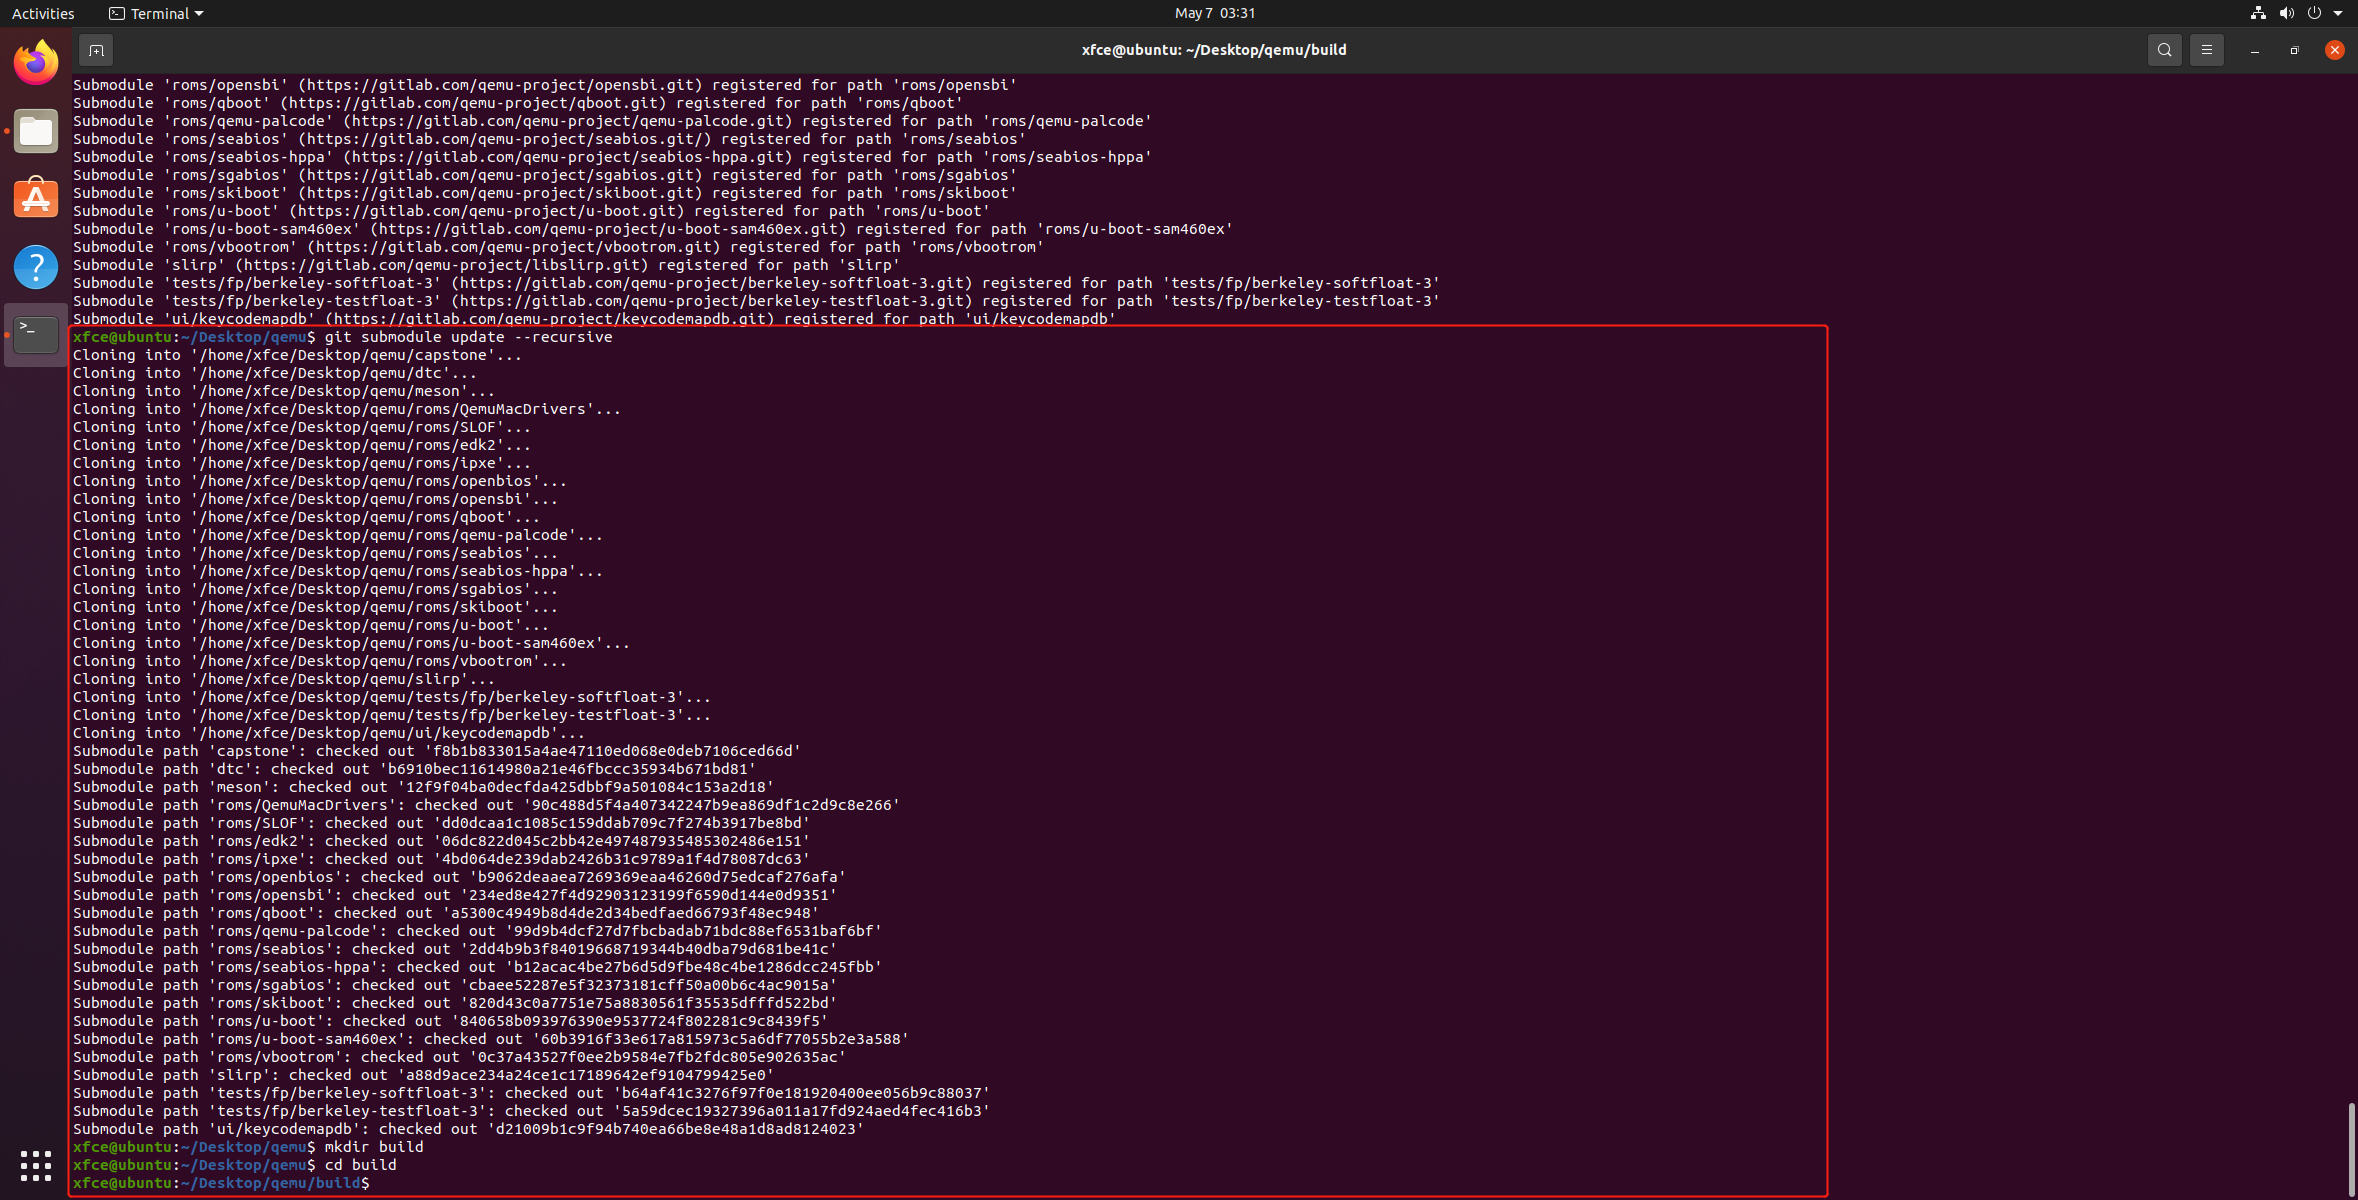 Activities
Terminal
May 7 03:31
xfce@ubuntu: ~/Desktop/qemu/build
Submodule 'roms/opensbi' (https://gitlab.com/qemu-project/opensbi.git) registered for path 'roms/opensbi'
Submodule 'roms/qboot' (https://gitlab.com/qemu-project/qboot.git) registered for path 'roms/qboot'
Submodule 'roms/qemu-palcode' (https://gitlab.com/qemu-project/qemu-palcode.git) registered for path 'roms/qemu-palcode'
Submodule 'roms/seabios' (https://gitlab.com/qemu-project/seabios.git/) registered for path 'roms/seabios'
Submodule 'roms/seabios-hppa' (https://gitlab.com/qemu-project/seabios-hppa.git) registered for path 'roms/seabios-hppa'
Submodule 'roms/sgabios' (https://gitlab.com/qemu-project/sgabios.git) registered for path 'roms/sgabios'
Submodule 'roms/skiboot' (https://gitlab.com/qemu-project/skiboot.git) registered for path 'roms/skiboot'
Submodule 'roms/u-boot' (https://gitlab.com/qemu-project/u-boot.git) registered for path 'roms/u-boot'
Submodule 'roms/u-boot-sam460ex' (https://gitlab.com/qemu-project/u-boot-sam460ex.git) registered for path 'roms/u-boot-sam460ex'
Submodule 'roms/vbootrom' (https://gitlab.com/qemu-project/vbootrom.git) registered for path 'roms/vbootrom'
Submodule 'slirp' (https://gitlab.com/qemu-project/libslirp.git) registered for path 'slirp'
Submodule 'tests/fp/berkeley-softfloat-3' (https://gitlab.com/qemu-project/berkeley-softfloat-3.git) registered for path 'tests/fp/berkeley-softfloat-3'
Submodule 'tests/fp/berkeley-testfloat-3' (https://gitlab.com/qemu-project/berkeley-testfloat-3.git) registered for path 'tests/fp/berkeley-testfloat-3'
Submodule 'ui/keycodemapdb' (https://gitlab.com/qemu-project/keycodemapdb.git) registered for path 'ui/keycodemapdb'
xfce@ubuntu:~/Desktop/qemu$ git submodule update --recursive
Cloning into '/home/xfce/Desktop/qemu/capstone'...
Cloning into '/home/xfce/Desktop/qemu/dtc'...
Cloning into '/home/xfce/Desktop/qemu/meson'...
Cloning into '/home/xfce/Desktop/qemu/roms/QemuMacDrivers'...
Cloning into '/home/xfce/Desktop/qemu/roms/SLOF'...
Cloning into '/home/xfce/Desktop/qemu/roms/edk2'...
Cloning into '/home/xfce/Desktop/qemu/roms/ipxe'...
Cloning into '/home/xfce/Desktop/qemu/roms/openbios'...
Cloning into '/home/xfce/Desktop/qemu/roms/opensbi'...
Cloning into '/home/xfce/Desktop/qemu/roms/qboot'...
Cloning into '/home/xfce/Desktop/qemu/roms/qemu-palcode'...
Cloning into '/home/xfce/Desktop/qemu/roms/seabios'...
Cloning into '/home/xfce/Desktop/qemu/roms/seabios-hppa'...
Cloning into '/home/xfce/Desktop/qemu/roms/sgabios'...
Cloning into '/home/xfce/Desktop/qemu/roms/skiboot'...
Cloning into '/home/xfce/Desktop/qemu/roms/u-boot'...
Cloning into '/home/xfce/Desktop/qemu/roms/u-boot-sam460ex'...
Cloning into '/home/xfce/Desktop/qemu/roms/vbootrom'...
Cloning into '/home/xfce/Desktop/qemu/slirp'...
Cloning into '/home/xfce/Desktop/qemu/tests/fp/berkeley-softfloat-3'...
Cloning into '/home/xfce/Desktop/qemu/tests/fp/berkeley-testfloat-3'...
Cloning into '/home/xfce/Desktop/qemu/ui/keycodemapdb'...
Submodule path 'capstone': checked out 'f8b1b833015a4ae47110ed068e0deb7106ced66d'
Submodule path 'dtc': checked out 'b6910bec11614980a21e46fbccc35934b671bd81'
Submodule path 'meson': checked out '12f9f04ba0decfda425dbbf9a501084c153a2d18'
Submodule path 'roms/QemuMacDrivers': checked out '90c488d5f4a407342247b9ea869df1c2d9c8e266'
Submodule path 'roms/SLOF': checked out 'dd0dcaa1c1085c159ddab709c7f274b3917be8bd'
Submodule path 'roms/edk2': checked out '06dc822d045c2bb42e497487935485302486e151'
Submodule path 'roms/ipxe': checked out '4bd064de239dab2426b31c9789a1f4d78087dc63'
Submodule path 'roms/openbios': checked out 'b9062deaaea7269369eaa46260d75edcaf276afa'
Submodule path 'roms/opensbi': checked out '234ed8e427f4d92903123199f6590d144e0d9351'
Submodule path 'roms/qboot': checked out 'a5300c4949b8d4de2d34bedfaed66793f48ec948'
Submodule path 'roms/qemu-palcode': checked out '99d9b4dcf27d7fbcbadab71bdc88ef6531baf6bf'
Submodule path 'roms/seabios': checked out '2dd4b9b3f84019668719344b40dba79d681be41c'
Submodule path 'roms/seabios-hppa': checked out 'b12acac4be27b6d5d9fbe48c4be1286dcc245fbb'
Submodule path 'roms/sgabios': checked out 'cbaee52287e5f32373181cff50a00b6c4ac9015a'
Submodule path 'roms/skiboot': checked out '820d43c0a7751e75a8830561f35535dfffd522bd'
Submodule path 'roms/u-boot': checked out '840658b093976390e9537724f802281c9c8439f5'
Submodule path 'roms/u-boot-sam460ex': checked out '60b3916f33e617a815973c5a6df77055b2e3a588'
Submodule path 'roms/vbootrom': checked out '0c37a43527f0ee2b9584e7fb2fdc805e902635ac'
Submodule path 'slirp': checked out 'a88d9ace234a24ce1c17189642ef9104799425e0'
Submodule path 'tests/fp/berkeley-softfloat-3': checked out 'b64af41c3276f97f0e181920400ee056b9c88037'
Submodule path 'tests/fp/berkeley-testfloat-3': checked out '5a59dcec19327396a011a17fd924aed4fec416b3'
Submodule path 'ui/keycodemapdb': checked out 'd21009b1c9f94b740ea66be8e48a1d8ad8124023'
xfce@ubuntu:~/Desktop/qemu$ mkdir build
xfce@ubuntu:~/Desktop/qemu$ cd build
xfce@ubuntu:~/Desktop/qemu/build$